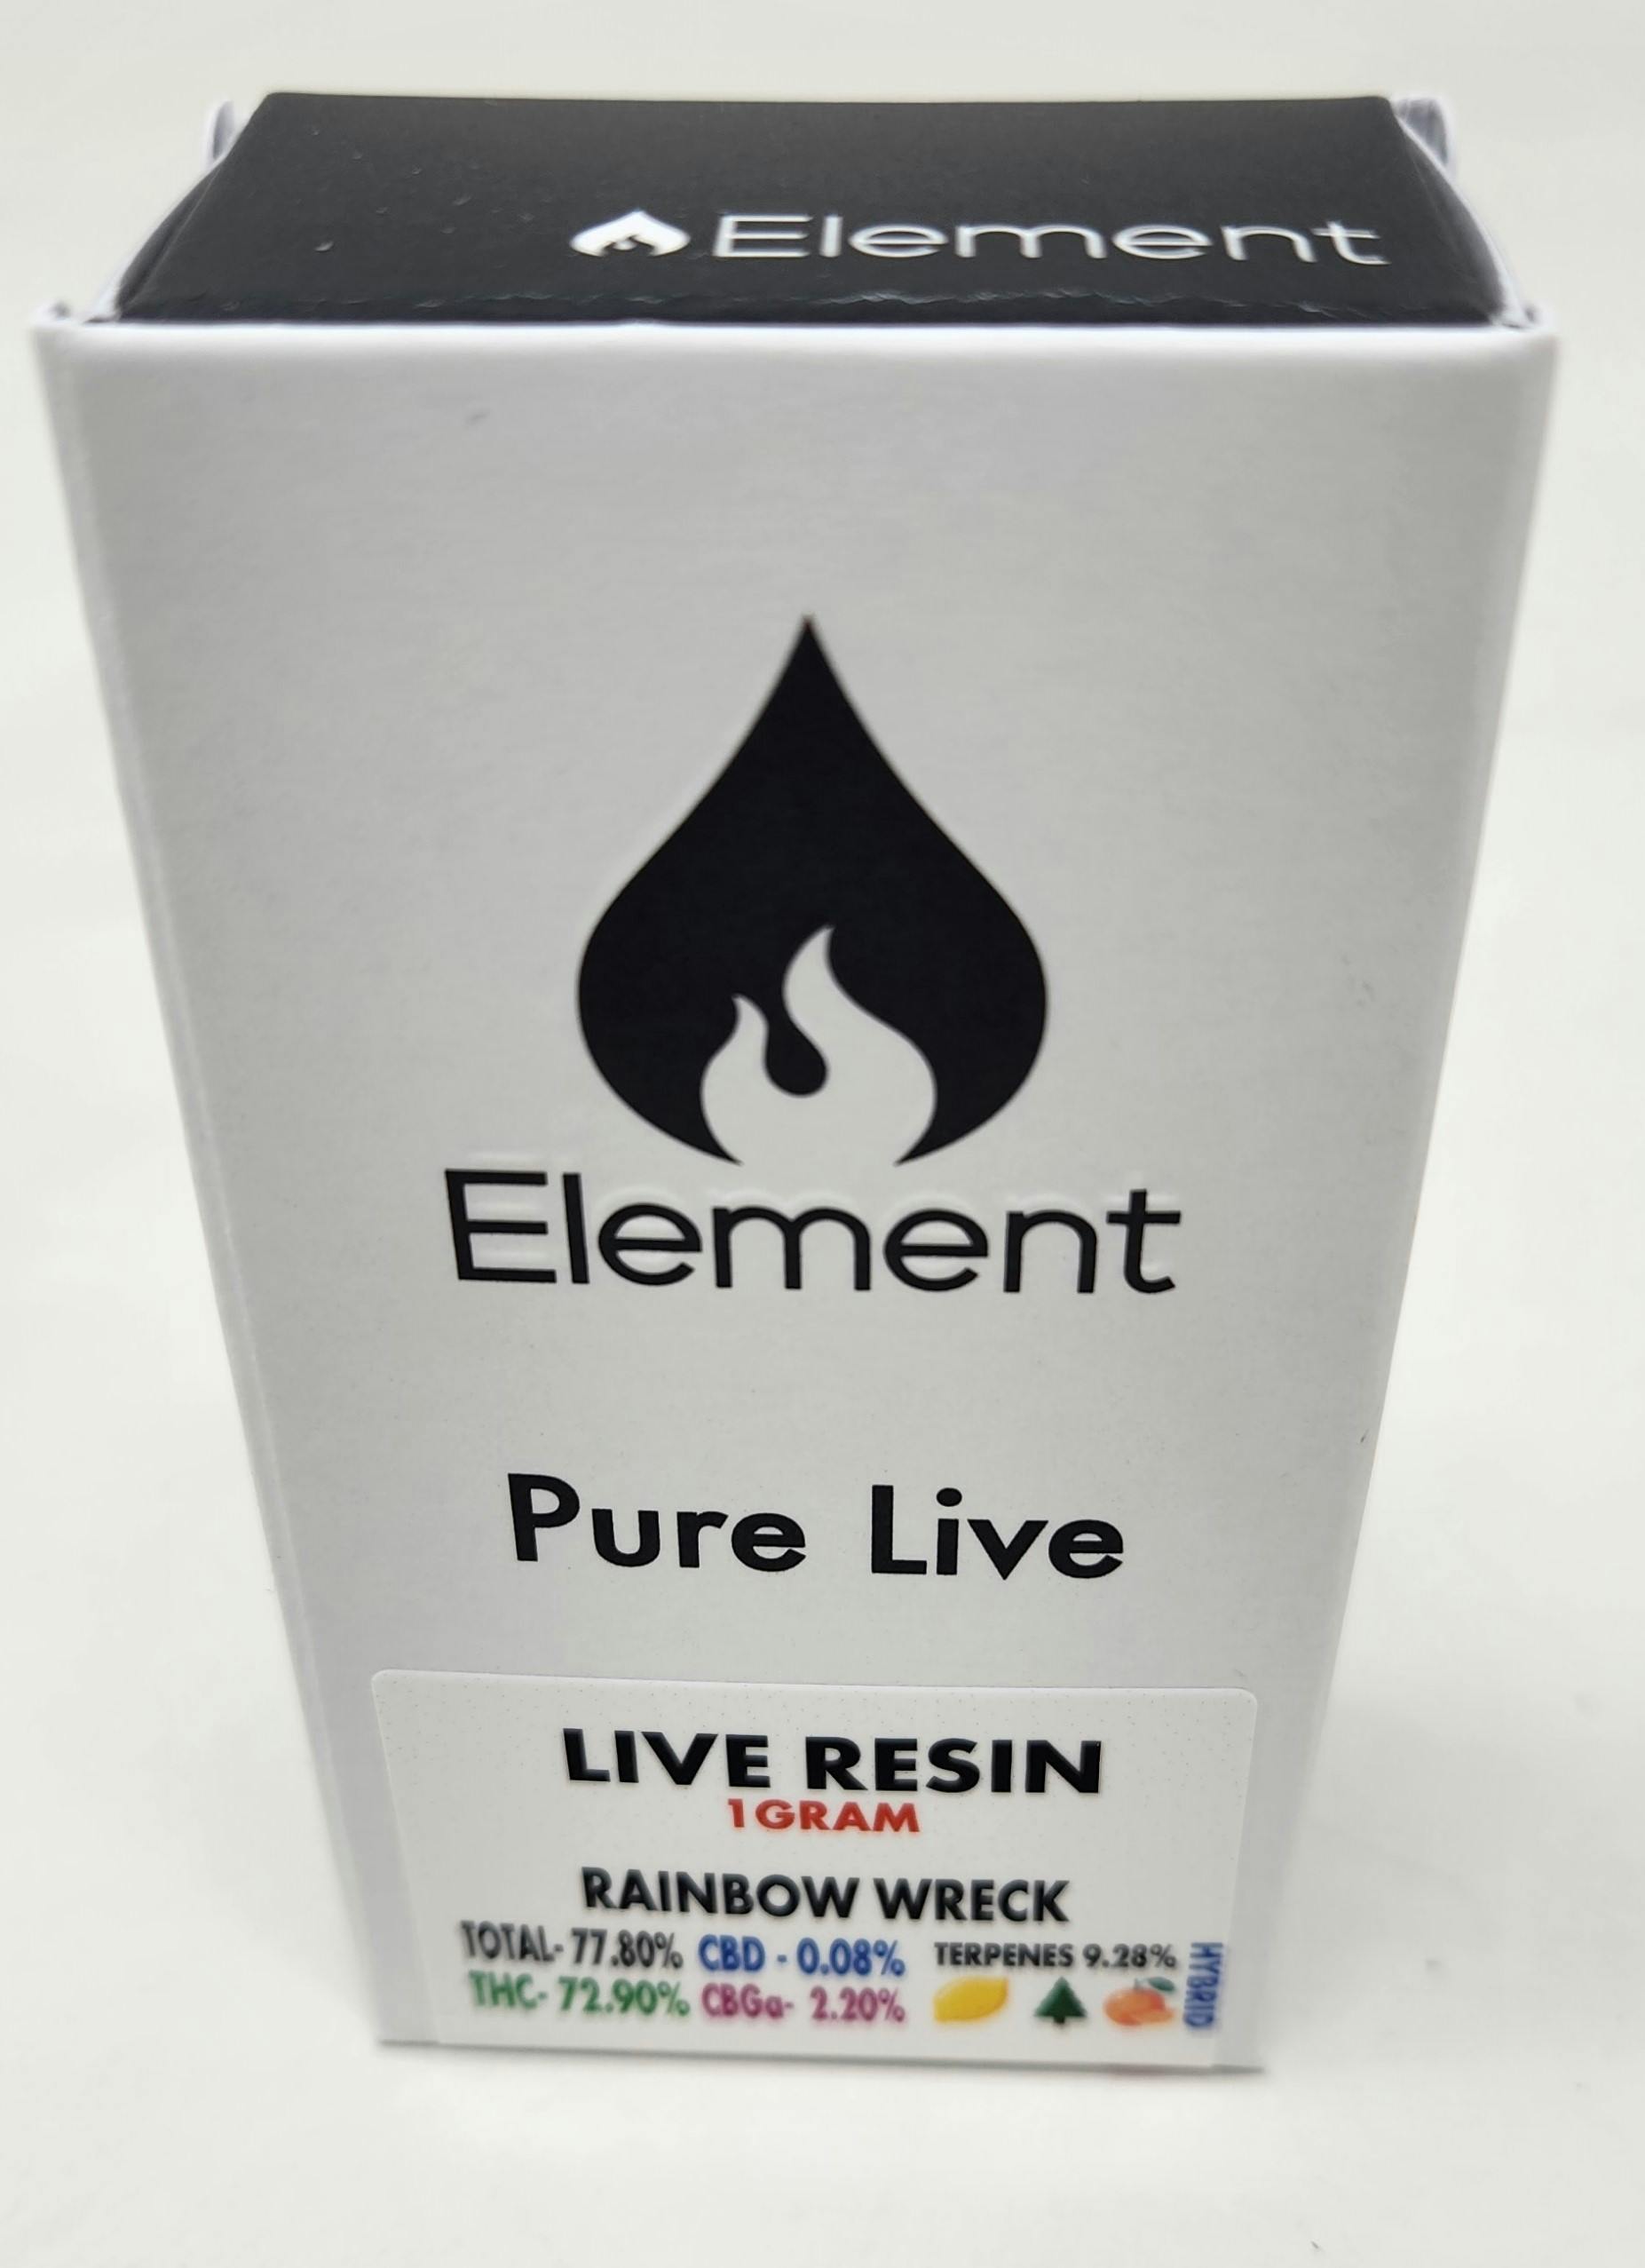 Element
Element
Pure Live
LIVE RESIN
1GRAM
RAINBOW WRECK
TOTAL- 77.80% CBD - 0.08% TERPENES 9.28%
THC- 72.90% CBGa- 2.20%
HYBRID